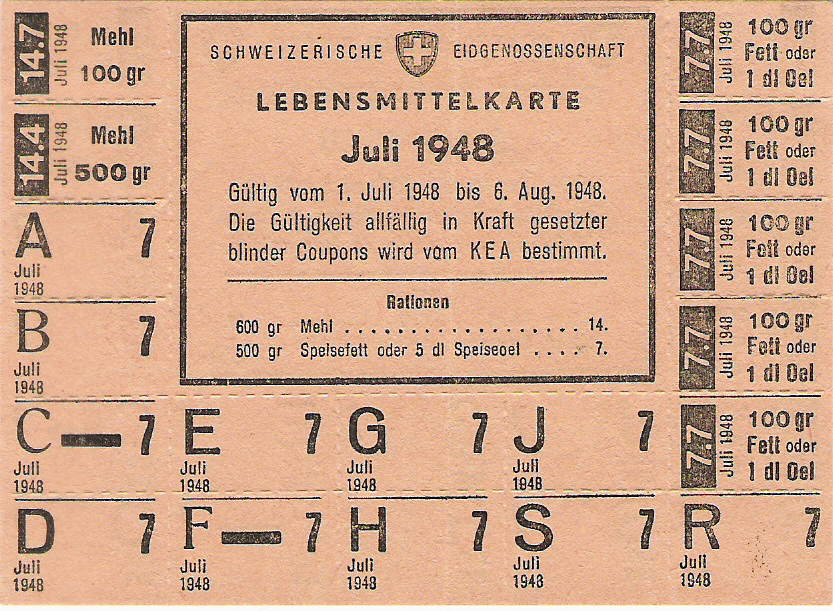 14.7
Juli 1948
Mehl
100 gr
14.4
Juli 1948
Mehl
500 gr
A 7
Juli
1948
B 7
Juli
1948
C 7
Juli
1948
D 7
Juli
1948
SCHWEIZERISCHE EIDGENOSSENSCHAFT
LEBENSMITTELKARTE
Juli 1948
Gültig vom 1. Juli 1948 bis 6. Aug. 1948.
Die Gültigkeit allfällig in Kraft gesetzter
blinder Coupons wird vom KEA bestimmt.
Rationen
600 gr Mehl . . . . . . . . . . . . . . . . . . . 14.
500 gr Speisefett oder 5 dl Speiseoel . . . . 7.
E 7
Juli
1948
G 7
Juli
1948
J 7
Juli
1948
F 7
Juli
1948
H 7
Juli
1948
S 7
Juli
1948
R 7
Juli
1948
7.7
Juli 1948
100 gr
Fett oder
1 dl Oel
7.7
Juli 1948
100 gr
Fett oder
1 dl Oel
7.7
Juli 1948
100 gr
Fett oder
1 dl Oel
7.7
Juli 1948
100 gr
Fett oder
1 dl Oel
7.7
Juli 1948
100 gr
Fett oder
1 dl Oel